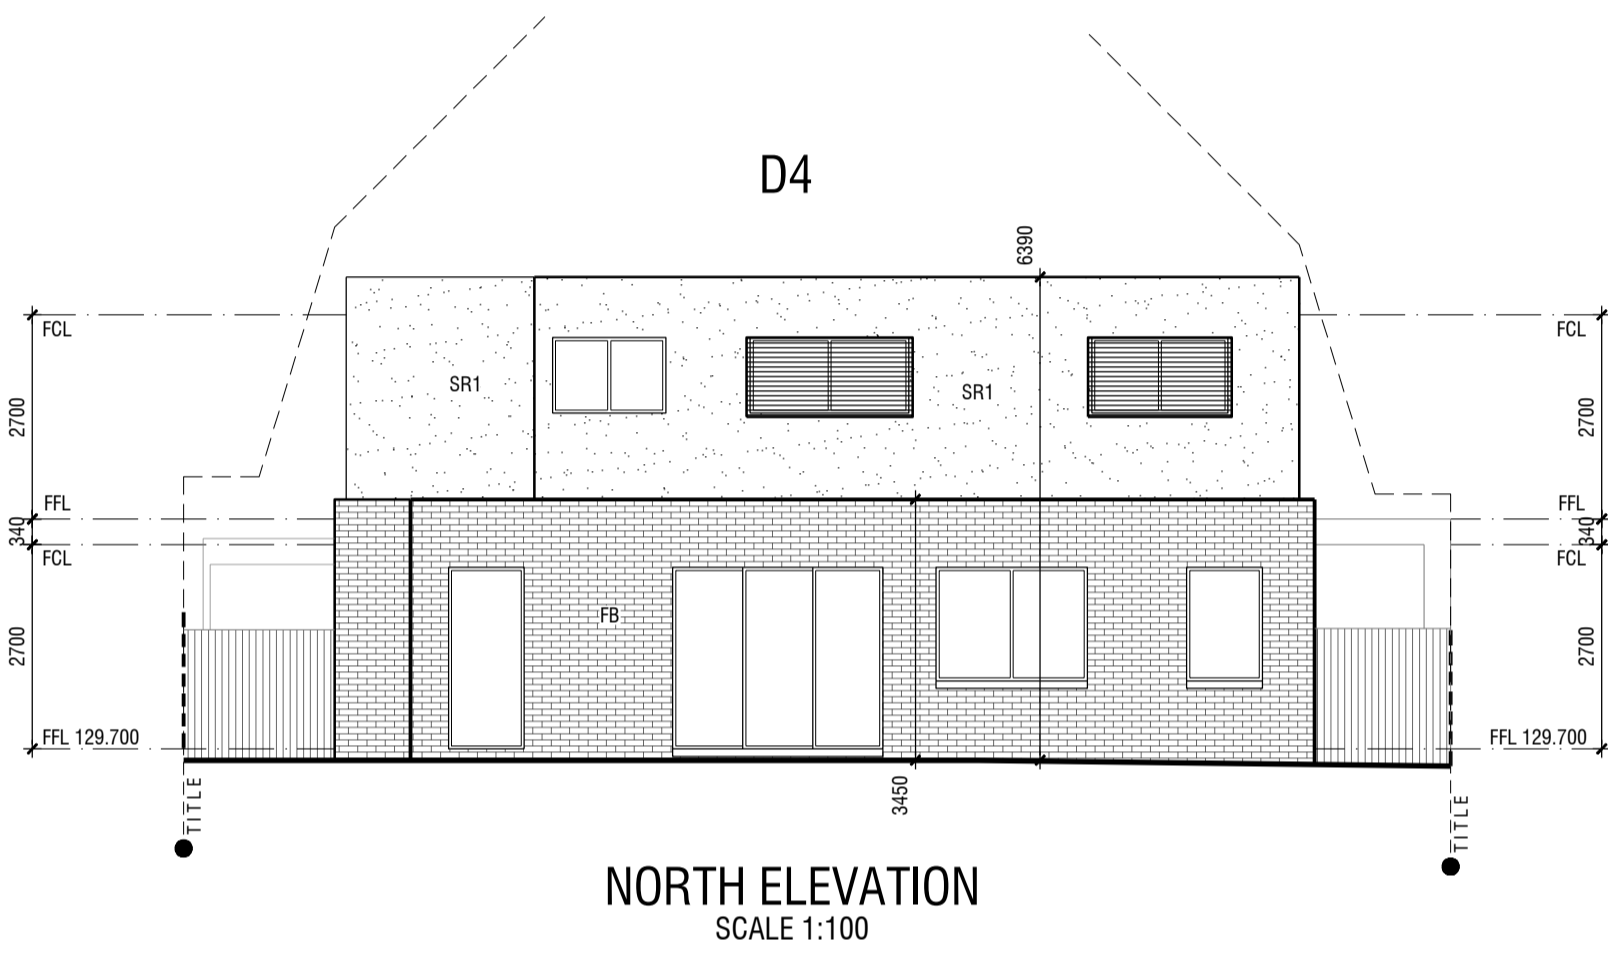 D4
6390
FCL
FCL
SR1
SR1
2700
2700
FFL
FFL
340
340
FCL
FCL
FB
2700
2700
FFL 129.700
FFL 129.700
TITLE
3450
TITLE
NORTH ELEVATION
SCALE 1:100